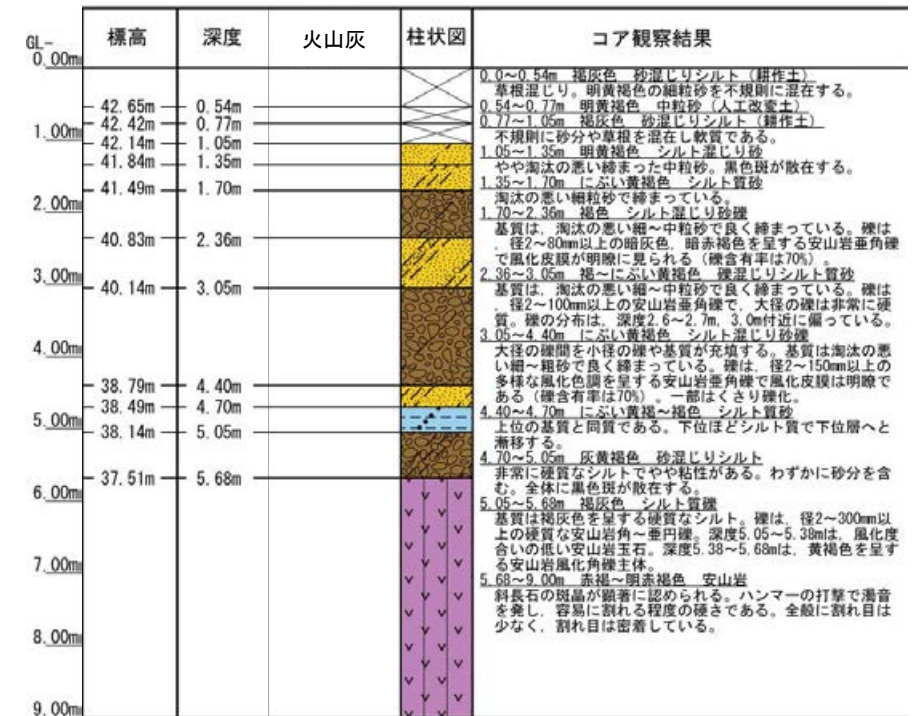 標高 深度 火山灰 柱状図 コア観察結果
GL-
0.00m
1.00m
2.00m
3.00m
4.00m
5.00m
6.00m
7.00m
8.00m
9.00m
42.65m 0.54m
42.42m 0.77m
42.14m 1.05m
41.84m 1.35m
41.49m 1.70m
40.83m 2.36m
40.14m 3.05m
38.79m 4.40m
38.49m 4.70m
38.14m 5.05m
37.51m 5.68m
0.0～0.54m 褐灰色 砂混じりシルト（耕作土）
草根混じり。明黄褐色の細粒砂を不規則に混在する。
0.54～0.77m 明黄褐色 中粒砂（人工改変土）
0.77～1.05m 褐灰色 砂混じりシルト（耕作土）
不規則に砂分や草根を混在し軟質である。
1.05～1.35m 明黄褐色 シルト混じり砂
やや淘汰の悪い締まった中粒砂。黒色斑が散在する。
1.35～1.70m にぶい黄褐色 シルト質砂
淘汰の悪い細粒砂で締まっている。
1.70～2.36m 褐色 シルト混じり砂礫
基質は，淘汰の悪い細～中粒砂で良く締まっている。礫は
，径2～80mm以上の暗灰色，暗赤褐色を呈する安山岩亜角礫
で風化皮膜が明瞭に見られる（礫含有率は70%）。
2.36～3.05m 褐～にぶい黄褐色 礫混じりシルト質砂
基質は，淘汰の悪い細～中粒砂で良く締まっている。礫は
，径2～100mm以上の安山岩亜角礫で，大径の礫は非常に硬
質。礫の分布は，深度2.6～2.7m，3.0m付近に偏っている。
3.05～4.40m にぶい黄褐色 シルト混じり砂礫
大径の礫間を小径の礫や基質が充填する。基質は淘汰の悪
い細～粗砂で良く締まっている。礫は，径2～150mm以上の
多様な風化色調を呈する安山岩亜角礫で風化皮膜は明瞭で
ある（礫含有率は70%）。一部はくさり礫化。
4.40～4.70m にぶい黄褐～褐色 シルト質砂
上位の基質と同質である。下位ほどシルト質で下位層へと
漸移する。
4.70～5.05m 灰黄褐色 砂混じりシルト
非常に硬質なシルトでやや粘性がある。わずかに砂分を含
む。全体に黒色斑が散在する。
5.05～5.68m 褐灰色 シルト質礫
基質は褐灰色を呈する硬質なシルト。礫は，径2～300mm以
上の硬質な安山岩角～亜円礫。深度5.05～5.38mは，風化度
合いの低い安山岩玉石。深度5.38～5.68mは，黄褐色を呈す
る安山岩風化角礫主体。
5.68～9.00m 赤褐～明赤褐色 安山岩
斜長石の斑晶が顕著に認められる。ハンマーの打撃で濁音
を発し，容易に割れる程度の硬さである。全般に割れ目は
少なく，割れ目は密着している。